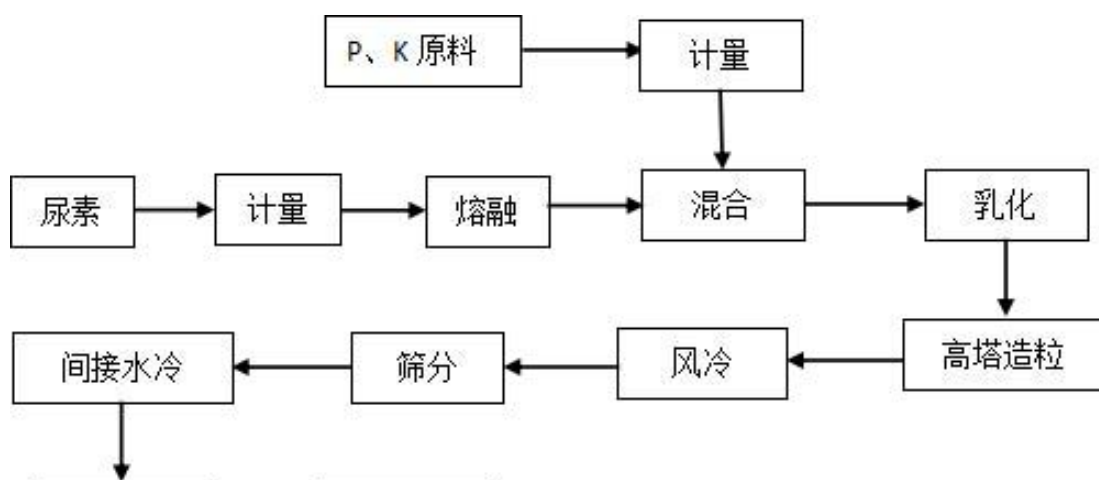 P、K 原料
计量
尿素
计量
熔融
混合
乳化
间接水冷
筛分
风冷
高塔造粒